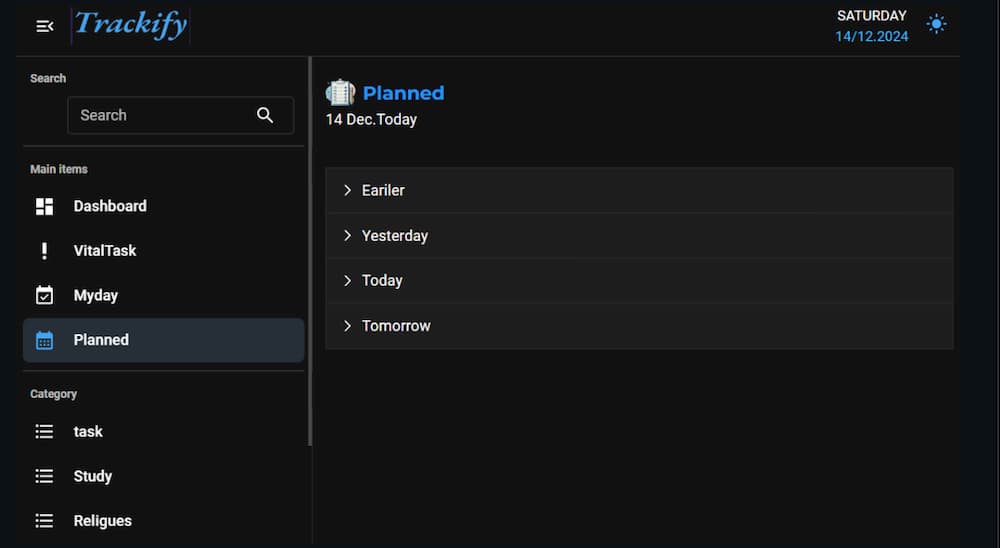 Trackify
SATURDAY
14/12.2024
Search
Search
Main items
Dashboard
VitalTask
Myday
Planned
Category
task
Study
Religues
Planned
14 Dec.Today
Eariler
Yesterday
Today
Tomorrow